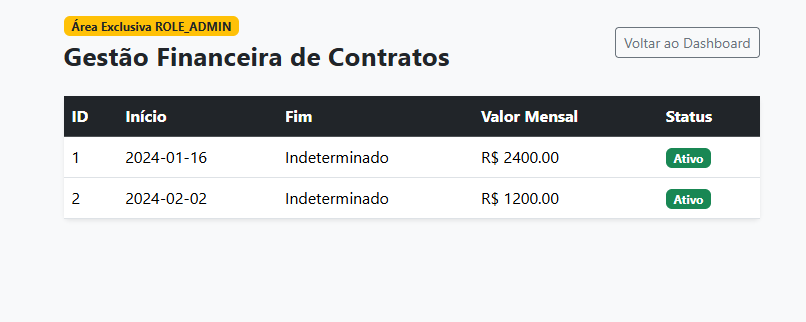 Área Exclusiva ROLE_ADMIN
Gestão Financeira de Contratos
Voltar ao Dashboard
ID Início Fim Valor Mensal Status
1 2024-01-16 Indeterminado R$ 2400.00 Ativo
2 2024-02-02 Indeterminado R$ 1200.00 Ativo